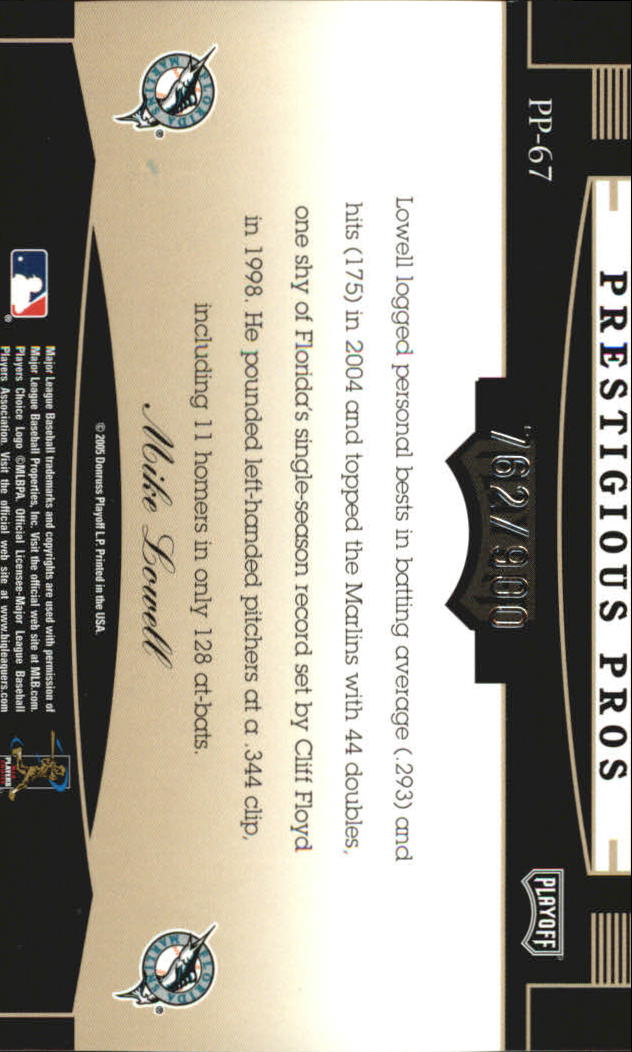 PRESTIGIOUS PROS
PP-67
PLAYOFF
762/900
Lowell logged personal bests in batting average (.293) and
hits (175) in 2004 and topped the Marlins with 44 doubles,
one shy of Florida's single-season record set by Cliff Floyd
in 1998. He pounded left-handed pitchers at a .344 clip,
including 11 homers in only 128 at-bats.
Mike Lowell
FLORIDA MARLINS
®
FLORIDA MARLINS
®
© 2005 Donruss Playoff L.P. Printed in the USA.
®
Major League Baseball trademarks and copyrights are used with permission of
Major League Baseball Properties, Inc. Visit the official web site at MLB.com.
Players Choice Logo ©MLBPA. Official Licensee-Major League Baseball
Players Association. Visit the official web site at www.bigleaguers.com
PLAYERS